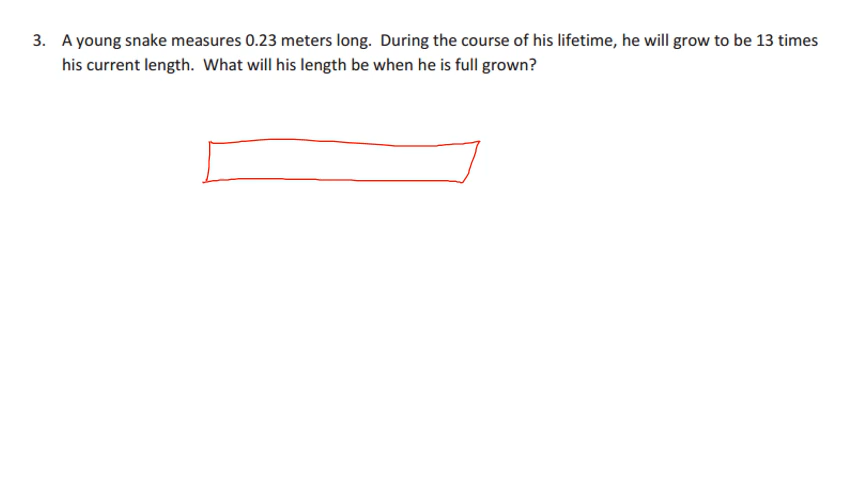 3. A young snake measures 0.23 meters long. During the course of his lifetime, he will grow to be 13 times
his current length. What will his length be when he is full grown?